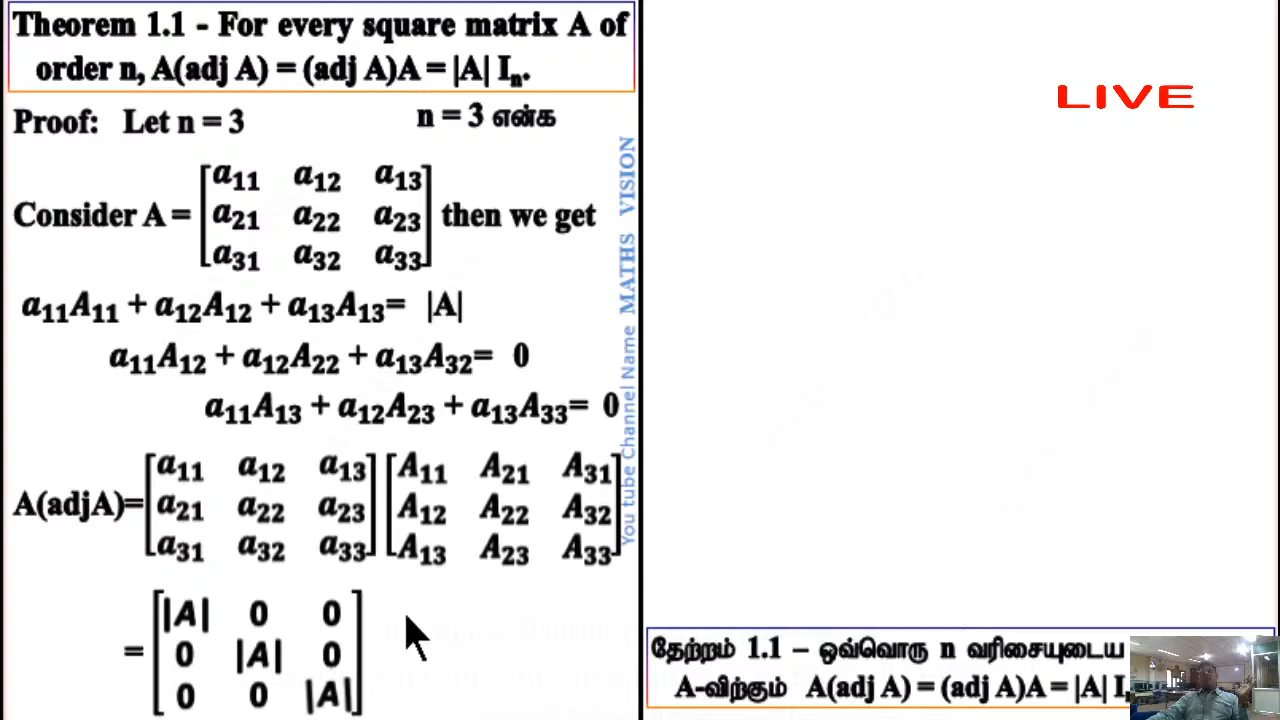 Theorem 1.1 - For every square matrix A of
order n, A(adj A) = (adj A)A = |A| Iₙ.
Proof: Let n = 3
n = 3 என்க
Consider A = [a₁₁ a₁₂ a₁₃
a₂₁ a₂₂ a₂₃
a₃₁ a₃₂ a₃₃] then we get
a₁₁A₁₁ + a₁₂A₁₂ + a₁₃A₁₃= |A|
a₁₁A₁₂ + a₁₂A₂₂ + a₁₃A₃₂= 0
a₁₁A₁₃ + a₁₂A₂₃ + a₁₃A₃₃= 0
A(adjA)= [a₁₁ a₁₂ a₁₃] [A₁₁ A₂₁ A₃₁]
[a₂₁ a₂₂ a₂₃] [A₁₂ A₂₂ A₃₂]
[a₃₁ a₃₂ a₃₃] [A₁₃ A₂₃ A₃₃]
= [|A| 0 0
0 |A| 0
0 0 |A|]
You tube Channel Name MATHS VISION
LIVE
தேற்றம் 1.1 – ஒவ்வொரு n வரிசையுடைய
A-விற்கும் A(adj A) = (adj A)A = |A| I